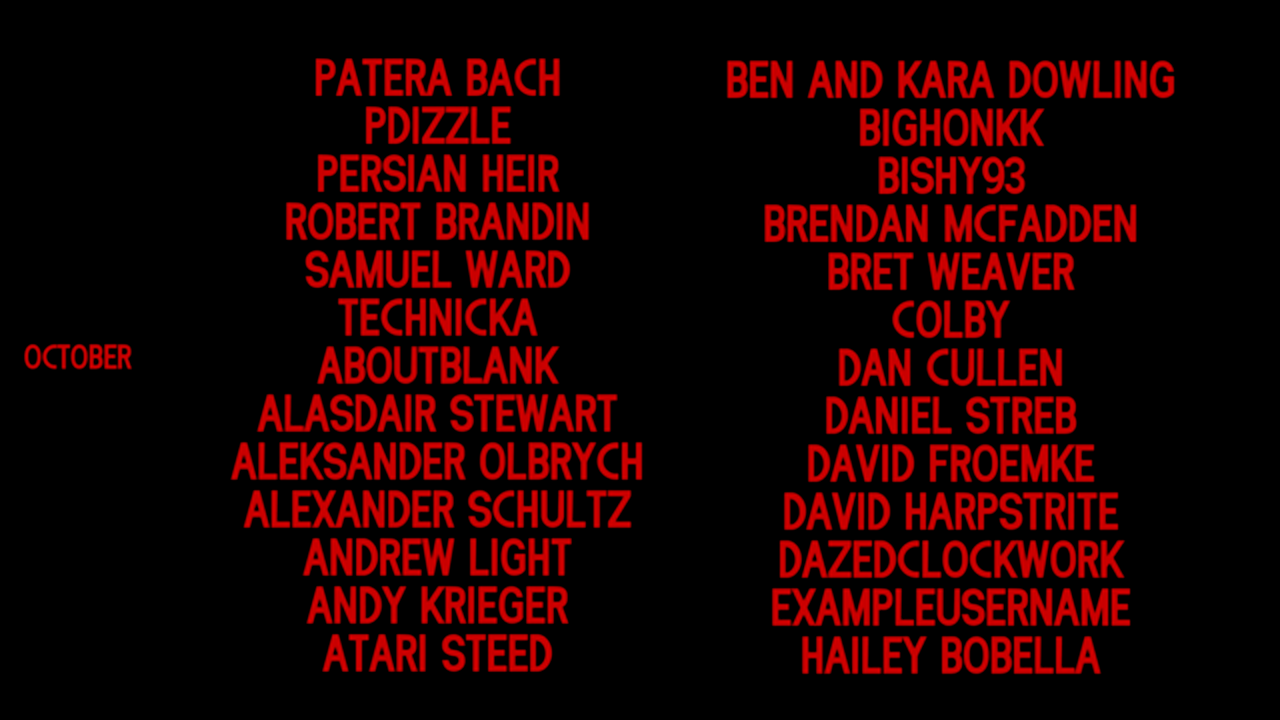 OCTOBER
PATERA BACH
PDIZZLE
PERSIAN HEIR
ROBERT BRANDIN
SAMUEL WARD
TECHNICKA
ABOUTBLANK
ALASDAIR STEWART
ALEKSANDER OLBRYCH
ALEXANDER SCHULTZ
ANDREW LIGHT
ANDY KRIEGER
ATARI STEED
BEN AND KARA DOWLING
BIGHONKK
BISHY93
BRENDAN MCFADDEN
BRET WEAVER
COLBY
DAN CULLEN
DANIEL STREB
DAVID FROEMKE
DAVID HARPSTRITE
DAZEDCLOCKWORK
EXAMPLEUSERNAME
HAILEY BOBELLA